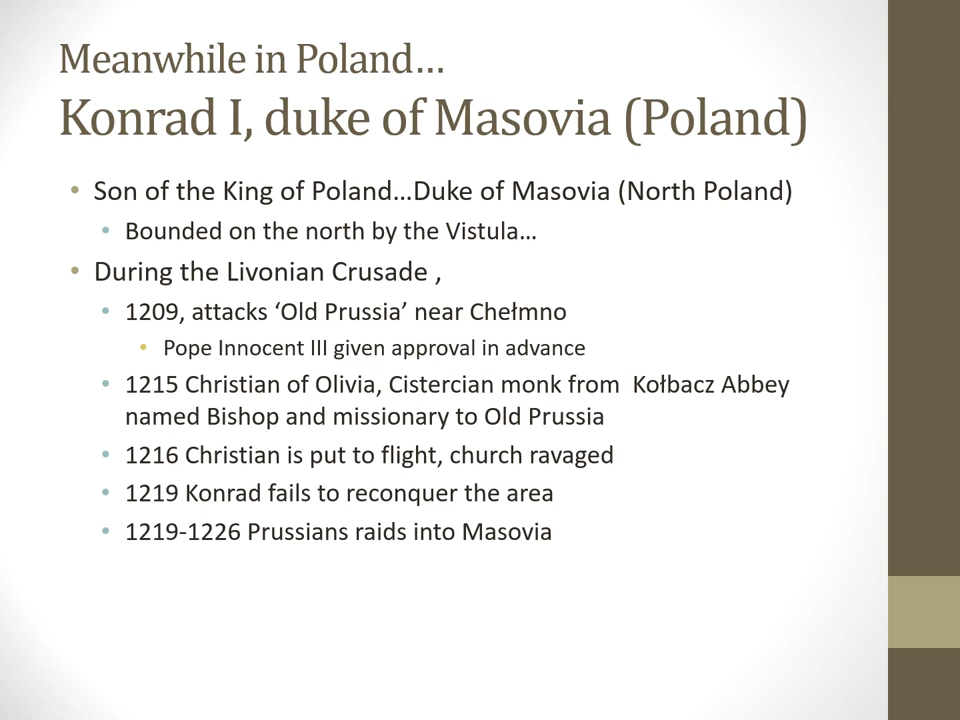 Meanwhile in Poland…
Konrad I, duke of Masovia (Poland)
• Son of the King of Poland…Duke of Masovia (North Poland)
• Bounded on the north by the Vistula…
• During the Livonian Crusade ,
• 1209, attacks ‘Old Prussia’ near Chełmno
• Pope Innocent III given approval in advance
• 1215 Christian of Olivia, Cistercian monk from  Kołbacz Abbey
named Bishop and missionary to Old Prussia
• 1216 Christian is put to flight, church ravaged
• 1219 Konrad fails to reconquer the area
• 1219-1226 Prussians raids into Masovia